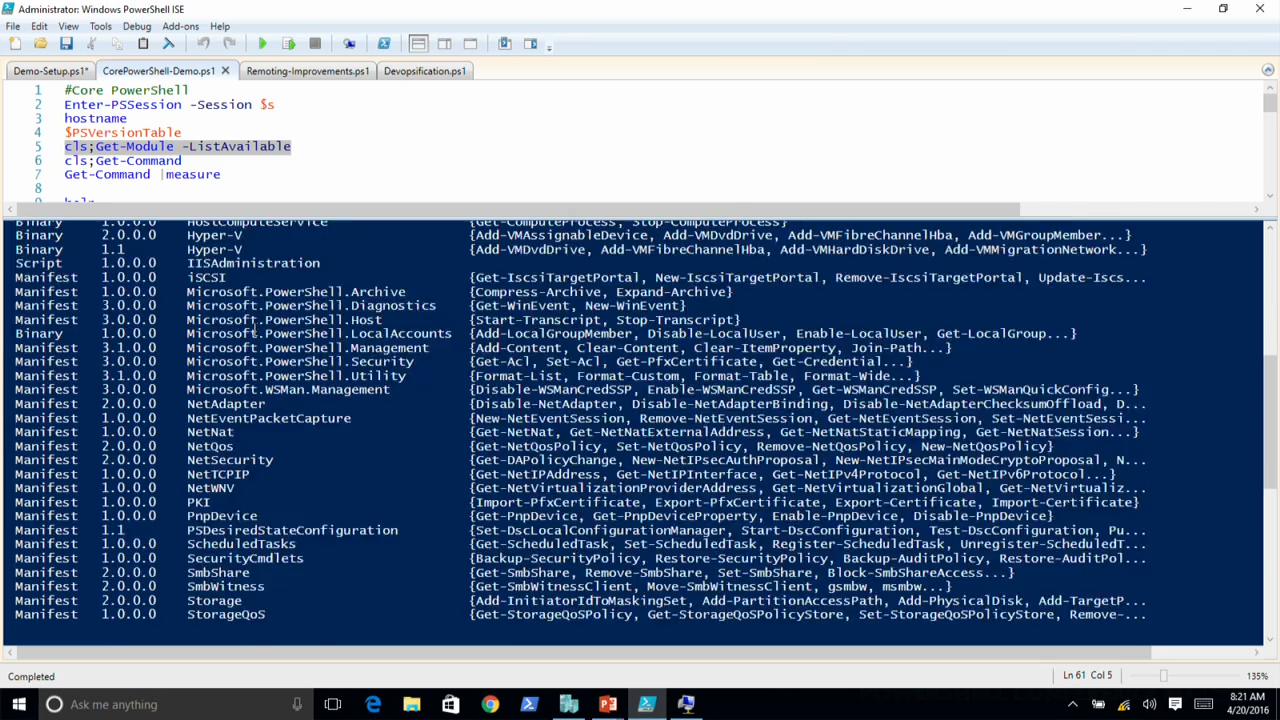 Administrator: Windows PowerShell ISE
File Edit View Tools Debug Add-ons Help
Demo-Setup.ps1* CorePowerShell-Demo.ps1 Remoting-Improvements.ps1 Devopsification.ps1
1 #Core PowerShell
2 Enter-PSSession -Session $s
3 hostname
4 $PSVersionTable
5 cls;Get-Module -ListAvailable
6 cls;Get-Command
7 Get-Command |measure
8
Binary 1.0.0.0 HostComputeService {Get-ComputeProcess, Stop-ComputeProcess}
Binary 2.0.0.0 Hyper-V {Add-VMAssignableDevice, Add-VMDvdDrive, Add-VMFibreChannelHba, Add-VMGroupMember...}
Binary 1.1 Hyper-V {Add-VMDvdDrive, Add-VMFibreChannelHba, Add-VMHardDiskDrive, Add-VMMigrationNetwork...}
Script 1.0.0.0 IISAdministration
Manifest 1.0.0.0 iSCSI {Get-IscsiTargetPortal, New-IscsiTargetPortal, Remove-IscsiTargetPortal, Update-Iscs...
Manifest 1.0.0.0 Microsoft.PowerShell.Archive {Compress-Archive, Expand-Archive}
Manifest 3.0.0.0 Microsoft.PowerShell.Diagnostics {Get-WinEvent, New-WinEvent}
Manifest 3.0.0.0 Microsoft.PowerShell.Host {Start-Transcript, Stop-Transcript}
Binary 1.0.0.0 Microsoft.PowerShell.LocalAccounts {Add-LocalGroupMember, Disable-LocalUser, Enable-LocalUser, Get-LocalGroup...}
Manifest 3.1.0.0 Microsoft.PowerShell.Management {Add-Content, Clear-Content, Clear-ItemProperty, Join-Path...}
Manifest 3.0.0.0 Microsoft.PowerShell.Security {Get-Acl, Set-Acl, Get-PfxCertificate, Get-Credential...}
Manifest 3.1.0.0 Microsoft.PowerShell.Utility {Format-List, Format-Custom, Format-Table, Format-Wide...}
Manifest 3.0.0.0 Microsoft.WSMan.Management {Disable-WSManCredSSP, Enable-WSManCredSSP, Get-WSManCredSSP, Set-WSManQuickConfig...}
Manifest 2.0.0.0 NetAdapter {Disable-NetAdapter, Disable-NetAdapterBinding, Disable-NetAdapterChecksumOffload, D...
Manifest 1.0.0.0 NetEventPacketCapture {New-NetEventSession, Remove-NetEventSession, Get-NetEventSession, Set-NetEventSessi...
Manifest 1.0.0.0 NetNat {Get-NetNat, Get-NetNatExternalAddress, Get-NetNatStaticMapping, Get-NetNatSession...}
Manifest 2.0.0.0 NetQos {Get-NetQosPolicy, Set-NetQosPolicy, Remove-NetQosPolicy, New-NetQosPolicy}
Manifest 2.0.0.0 NetSecurity {Get-DAPolicyChange, New-NetIPsecAuthProposal, New-NetIPsecMainModeCryptoProposal, N...
Manifest 1.0.0.0 NetTCPIP {Get-NetIPAddress, Get-NetIPInterface, Get-NetIPv4Protocol, Get-NetIPv6Protocol...}
Manifest 1.0.0.0 NetWNV {Get-NetVirtualizationProviderAddress, Get-NetVirtualizationGlobal, Get-NetVirtualiz...
Manifest 1.0.0.0 PKI {Import-PfxCertificate, Export-PfxCertificate, Export-Certificate, Import-Certificate}
Manifest 1.0.0.0 PnpDevice {Get-PnpDevice, Get-PnpDeviceProperty, Enable-PnpDevice, Disable-PnpDevice}
Manifest 1.1 PSDesiredStateConfiguration {Set-DscLocalConfigurationManager, Start-DscConfiguration, Test-DscConfiguration, Pu...
Manifest 1.0.0.0 ScheduledTasks {Get-ScheduledTask, Set-ScheduledTask, Register-ScheduledTask, Unregister-ScheduledT...
Manifest 1.0.0.0 SecurityCmdlets {Backup-SecurityPolicy, Restore-SecurityPolicy, Backup-AuditPolicy, Restore-AuditPol...
Manifest 2.0.0.0 SmbShare {Get-SmbShare, Remove-SmbShare, Set-SmbShare, Block-SmbShareAccess...}
Manifest 2.0.0.0 SmbWitness {Get-SmbWitnessClient, Move-SmbWitnessClient, gsmbw, msmbw...}
Manifest 2.0.0.0 Storage {Add-InitiatorIdToMaskingSet, Add-PartitionAccessPath, Add-PhysicalDisk, Add-TargetP...
Manifest 1.0.0.0 StorageQoS {Get-StorageQoSPolicy, Get-StorageQoSPolicyStore, Set-StorageQoSPolicyStore, Remove-...
Completed Ln 61 Col 5 135%
Ask me anything 8:21 AM
4/20/2016